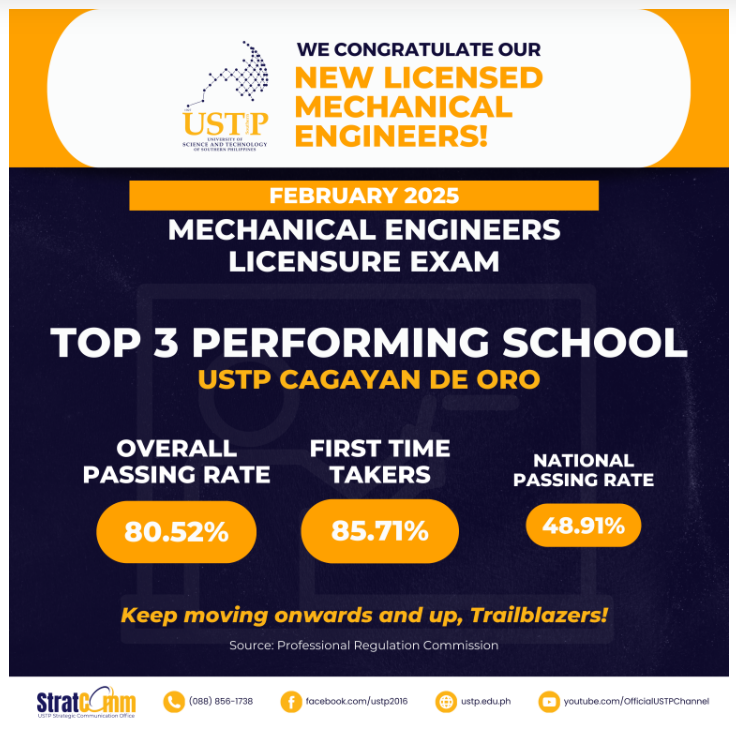 WE CONGRATULATE OUR
NEW LICENSED
MECHANICAL
ENGINEERS!
USTP
UNIVERSITY OF
SCIENCE AND TECHNOLOGY
OF SOUTHERN PHILIPPINES
FEBRUARY 2025
MECHANICAL ENGINEERS
LICENSURE EXAM
TOP 3 PERFORMING SCHOOL
USTP CAGAYAN DE ORO
OVERALL
PASSING RATE
80.52%
FIRST TIME
TAKERS
85.71%
NATIONAL
PASSING RATE
48.91%
Keep moving onwards and up, Trailblazers!
Source: Professional Regulation Commission
StratComm
USTP Strategic Communication Office
(088) 856-1738
facebook.com/ustp2016
ustp.edu.ph
youtube.com/OfficialUSTPChannel